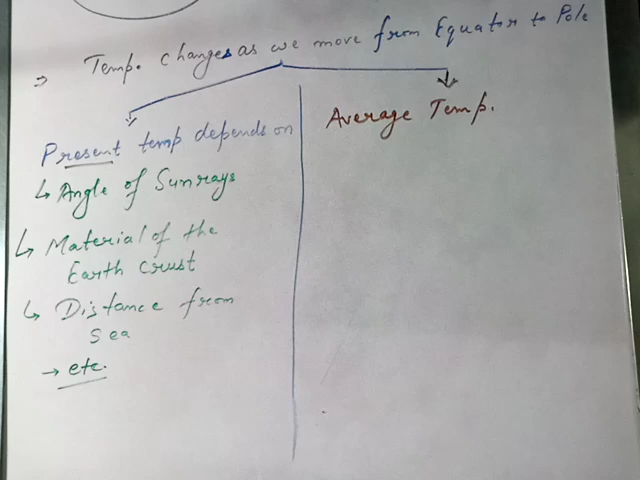 ⇒ Temp. changes as we move from Equator to Pole
Present temp depends on
↳ Angle of Sunrays
↳ Material of the
Earth crust
↳ Distance from
Sea
→ etc.
Average Temp.